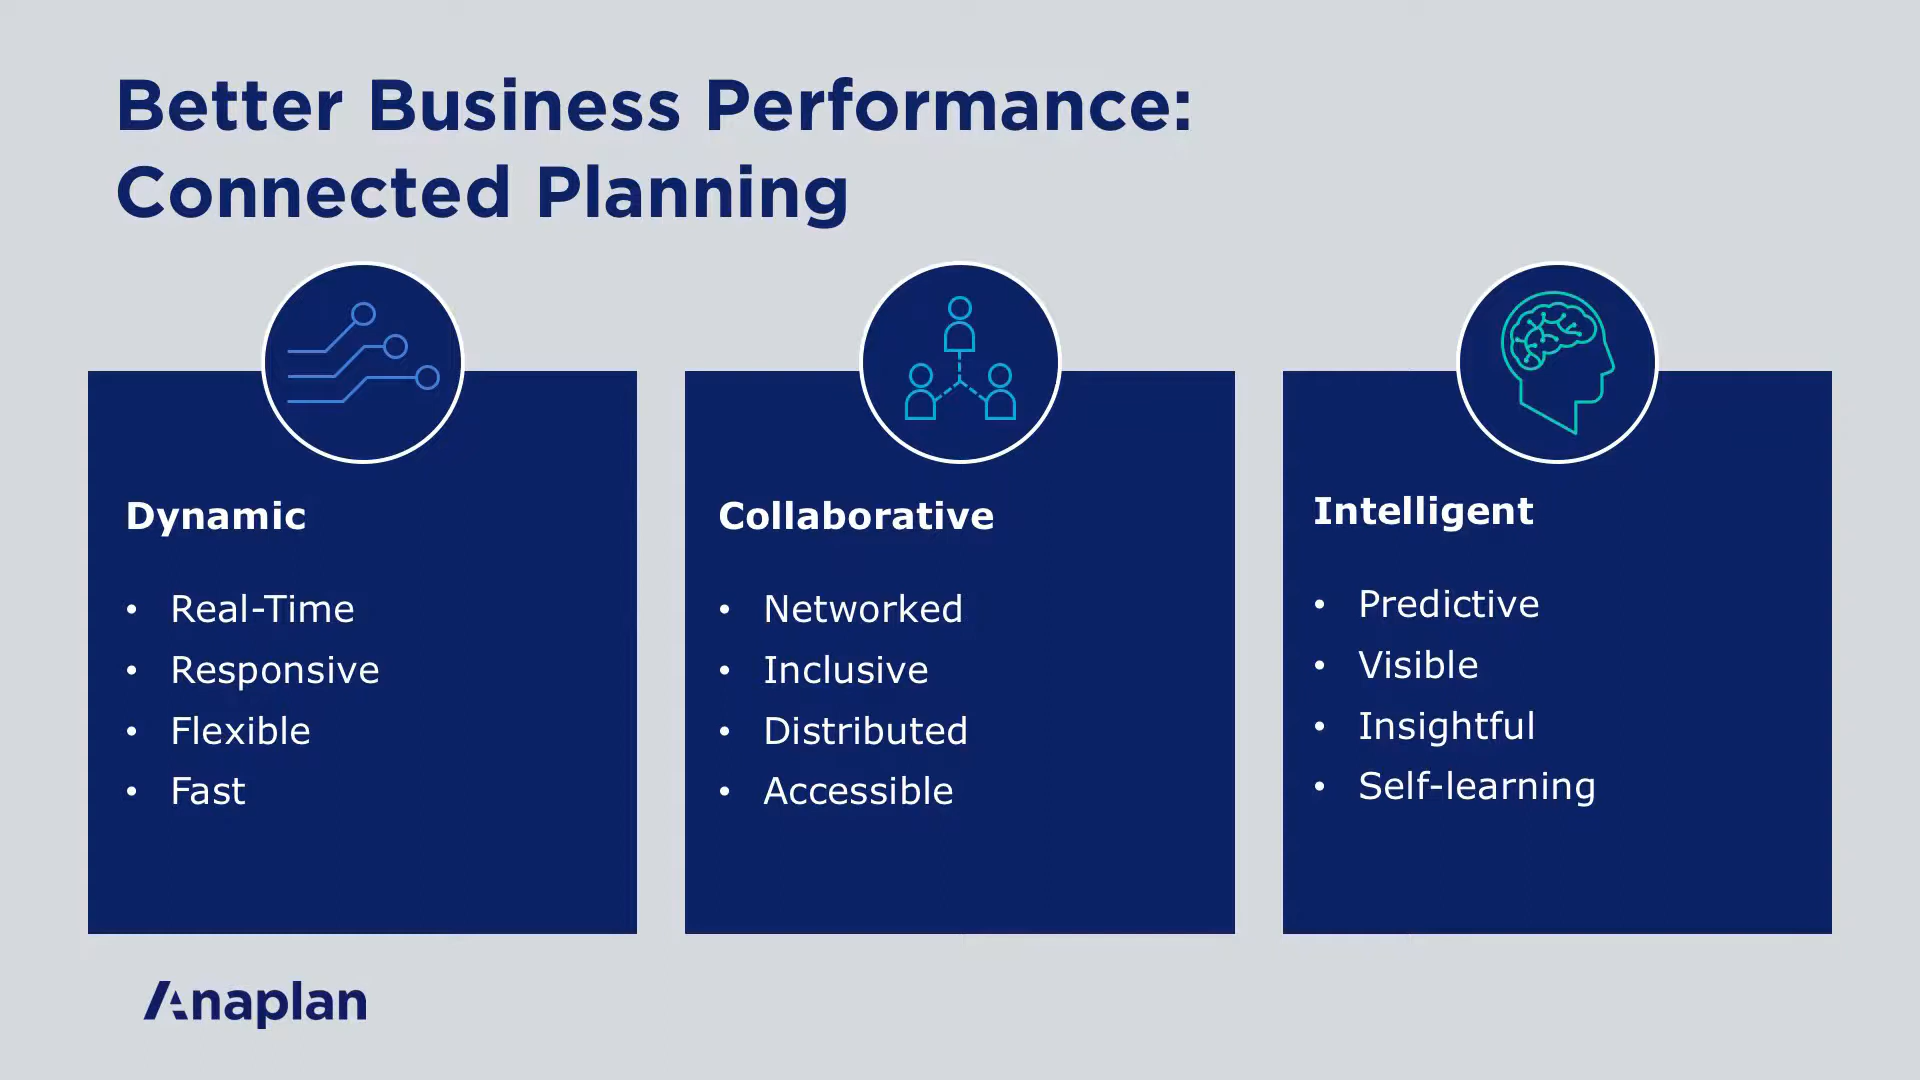 Better Business Performance:
Connected Planning
Dynamic
• Real-Time
• Responsive
• Flexible
• Fast
Collaborative
• Networked
• Inclusive
• Distributed
• Accessible
Intelligent
• Predictive
• Visible
• Insightful
• Self-learning
Anaplan